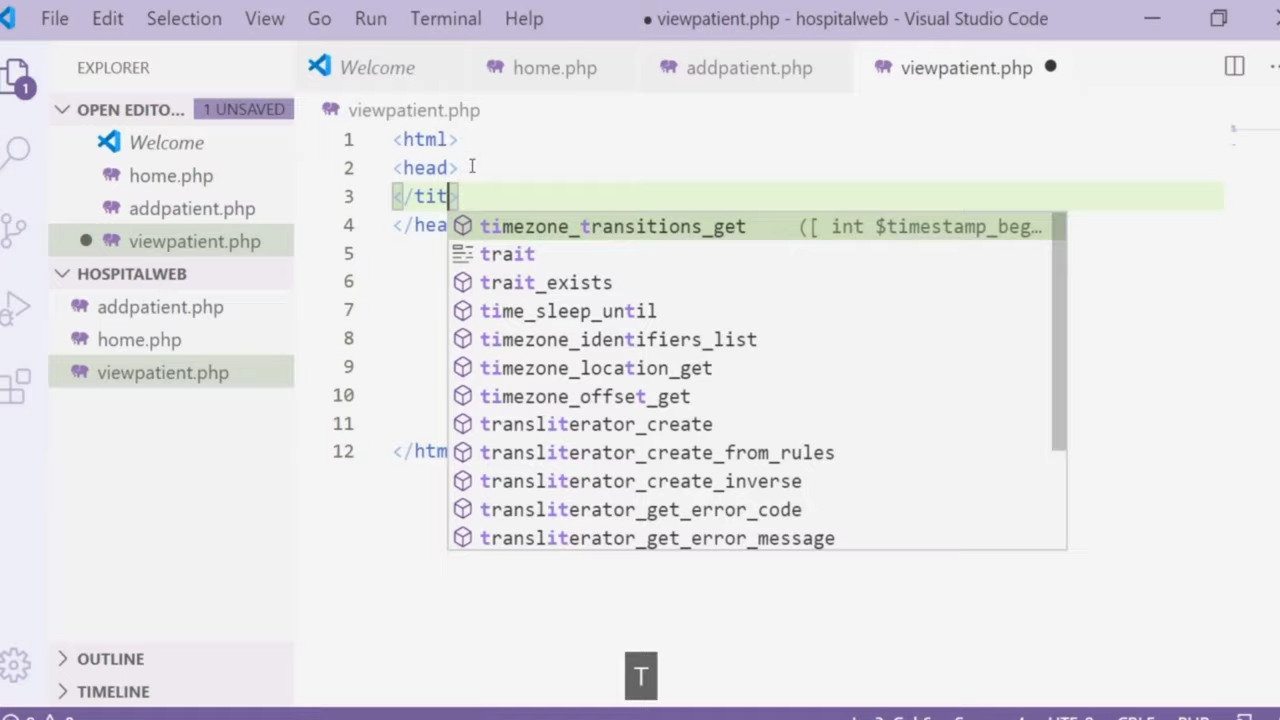 File Edit Selection View Go Run Terminal Help ● viewpatient.php - hospitalweb - Visual Studio Code
EXPLORER
Welcome home.php addpatient.php viewpatient.php
1
OPEN EDITO... 1 UNSAVED
Welcome
home.php
addpatient.php
viewpatient.php
HOSPITALWEB
addpatient.php
home.php
viewpatient.php
OUTLINE
TIMELINE
viewpatient.php
1 <html>
2 <head>
3 </tit>
4 </hea
5
6
7
8
9
10
11
12 </htm
timezone_transitions_get ([ int $timestamp_beg…
trait
trait_exists
time_sleep_until
timezone_identifiers_list
timezone_location_get
timezone_offset_get
transliterator_create
transliterator_create_from_rules
transliterator_create_inverse
transliterator_get_error_code
transliterator_get_error_message
T